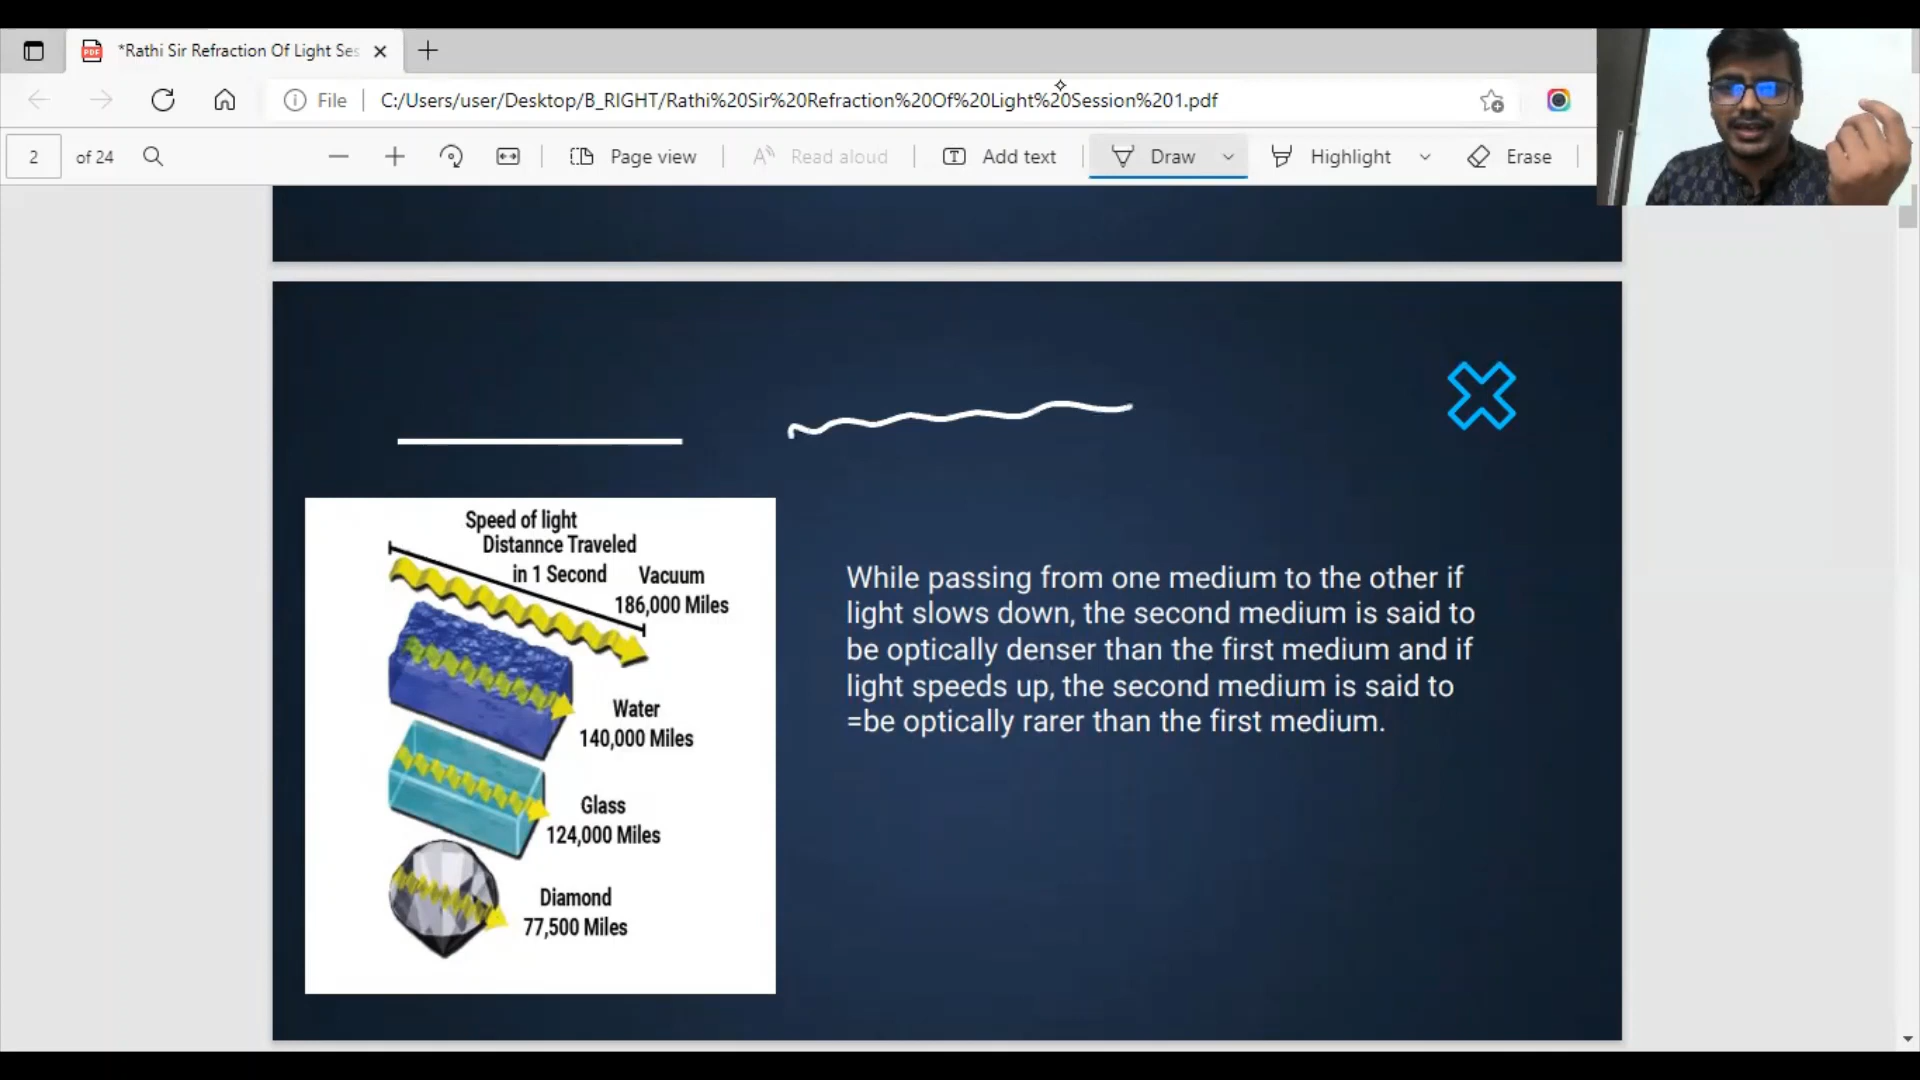 *Rathi Sir Refraction Of Light Ses
File
C:/Users/user/Desktop/B_RIGHT/Rathi%20Sir%20Refraction%20Of%20Light%20Session%201.pdf
2 of 24
Page view
Read aloud
Add text
Draw
Highlight
Erase
Speed of light
Distannce Traveled
in 1 Second
Vacuum
186,000 Miles
Water
140,000 Miles
Glass
124,000 Miles
Diamond
77,500 Miles
While passing from one medium to the other if
light slows down, the second medium is said to
be optically denser than the first medium and if
light speeds up, the second medium is said to
=be optically rarer than the first medium.